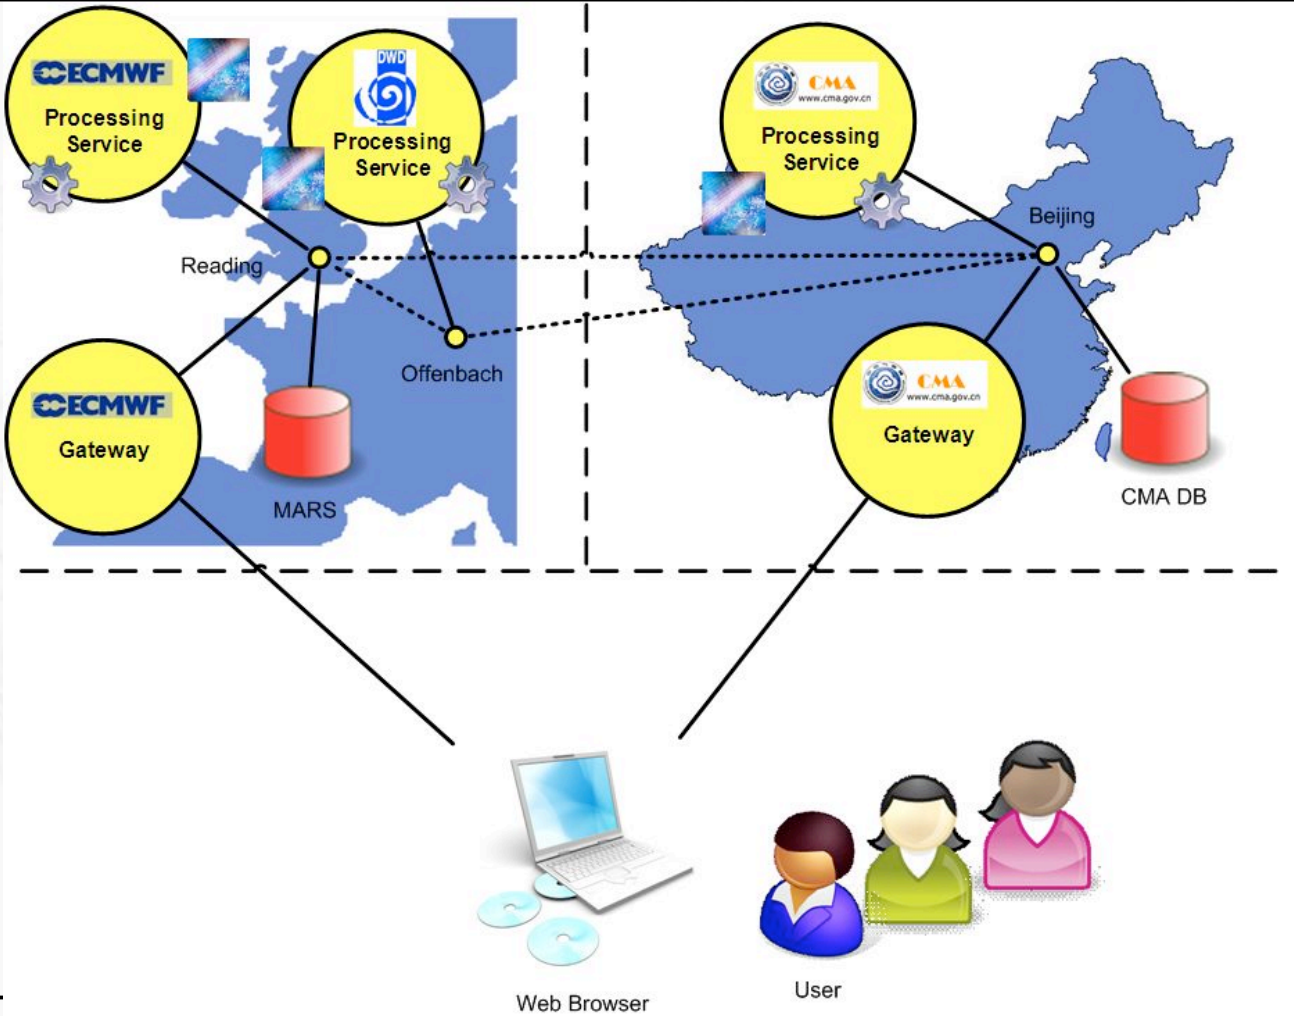 ECMWF
Processing
Service
DWD
Processing
Service
CMA
www.cma.gov.cn
Processing
Service
Reading
Beijing
Offenbach
ECMWF
Gateway
MARS
CMA
www.cma.gov.cn
Gateway
CMA DB
Web Browser
User